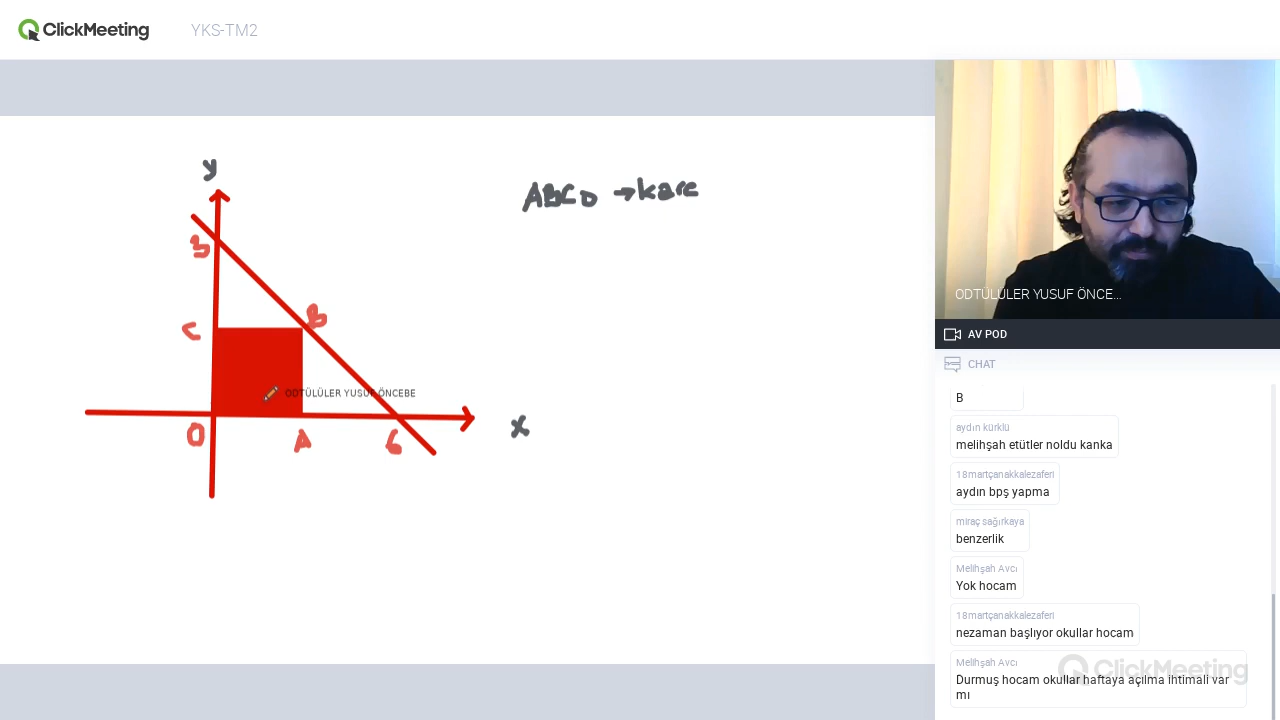 ClickMeeting
YKS-TM2
y
ABCD → kare
3
B
C
ODTÜLÜLER YUSUF ÖNCEBE
O
A
6
x
ODTÜLÜLER YUSUF ÖNCE...
AV POD
CHAT
B
aydın kürklü
melihşah etütler noldu kanka
18martçanakkalezaferi
aydın bpş yapma
miraç sağırkaya
benzerlik
Melihşah Avcı
Yok hocam
18martçanakkalezaferi
nezaman başlıyor okullar hocam
Melihşah Avcı
Durmuş hocam okullar haftaya açılma ihtimali var
mı
ClickMeeting